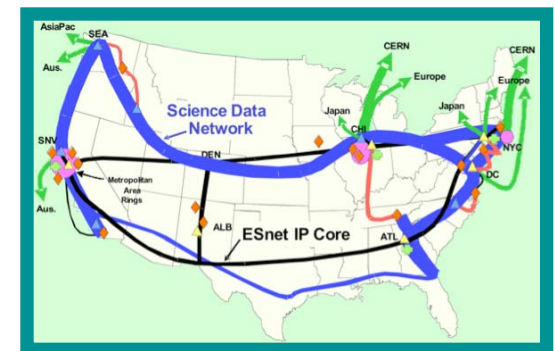 AsiaPac
SEA
Aus.
CERN
CERN
Europe
Europe
Science Data
Network
Japan
Japan
CHI
SNV
DEN
NYC
DC
Metropolitan
Area
Rings
Aus.
ALB
ESnet IP Core
ATL